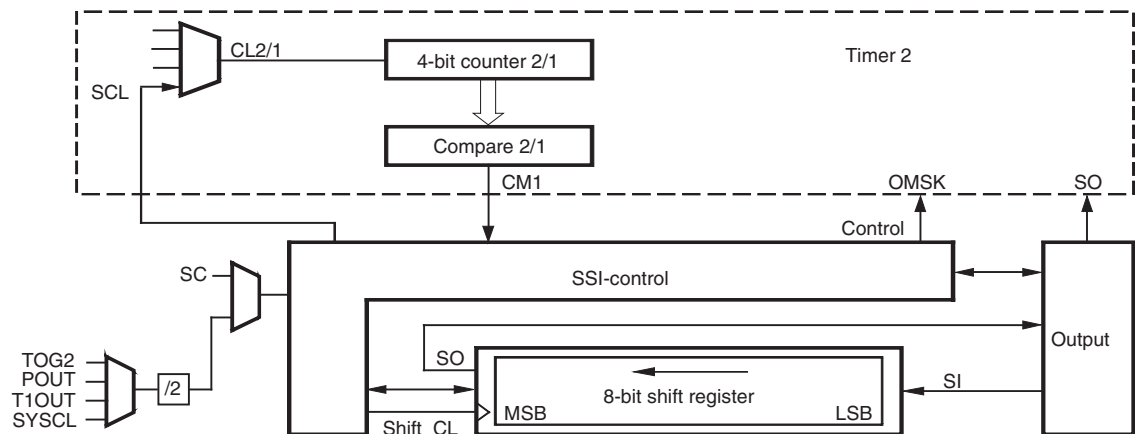 CL2/1
4-bit counter 2/1
Timer 2
SCL
Compare 2/1
CM1
OMSK
SO
Control
SC
SSI-control
TOG2
POUT
T1OUT
SYSCL
/2
SO
Output
8-bit shift register
SI
MSB
LSB
Shift_CL